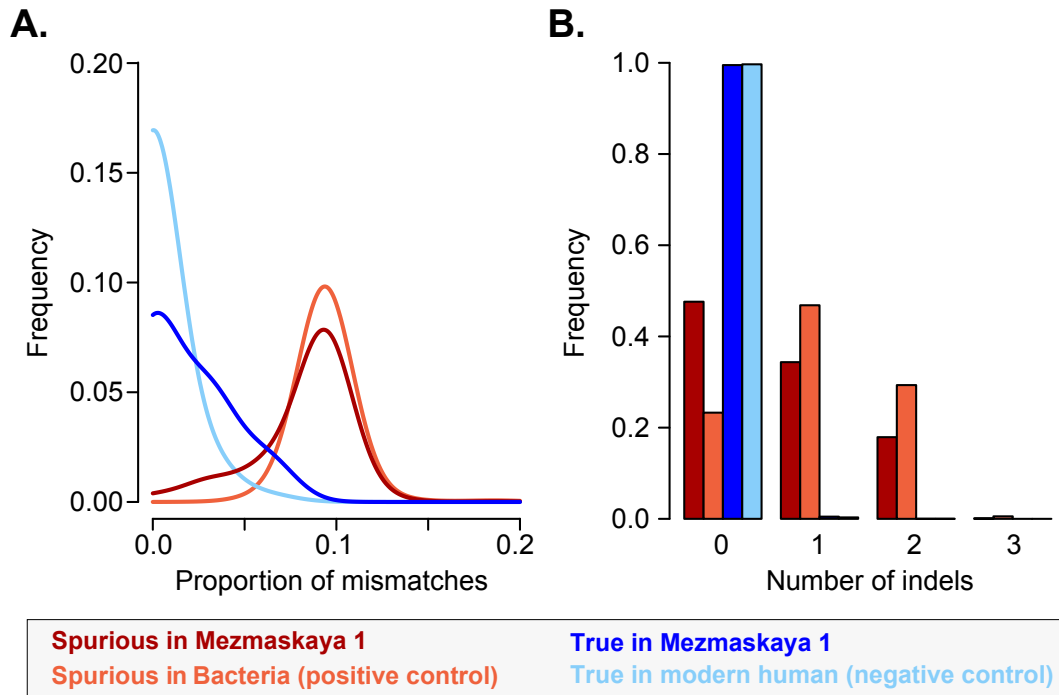 A.
B.
0.20
0.15
0.10
0.05
0.00
Frequency
0.0
0.1
0.2
Proportion of mismatches
1.0
0.8
0.6
0.4
0.2
0.0
Frequency
0
1
2
3
Number of indels
Spurious in Mezmaskaya 1
True in Mezmaskaya 1
Spurious in Bacteria (positive control)
True in modern human (negative control)